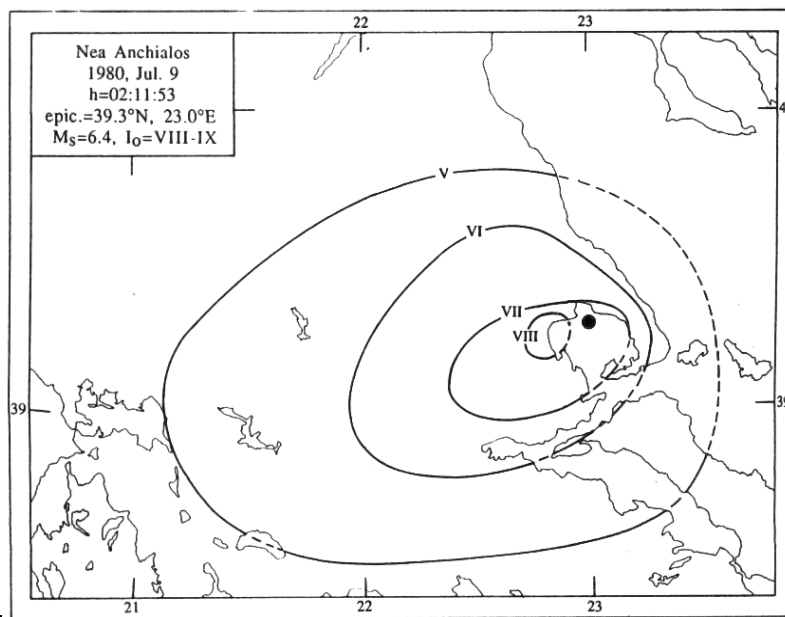 22 23
Nea Anchialos
1980, Jul. 9
h=02:11:53
epic.=39.3°N, 23.0°E
Ms=6.4, Io=VIII-IX
V
VI
VII
VIII
39 39
21 22 23